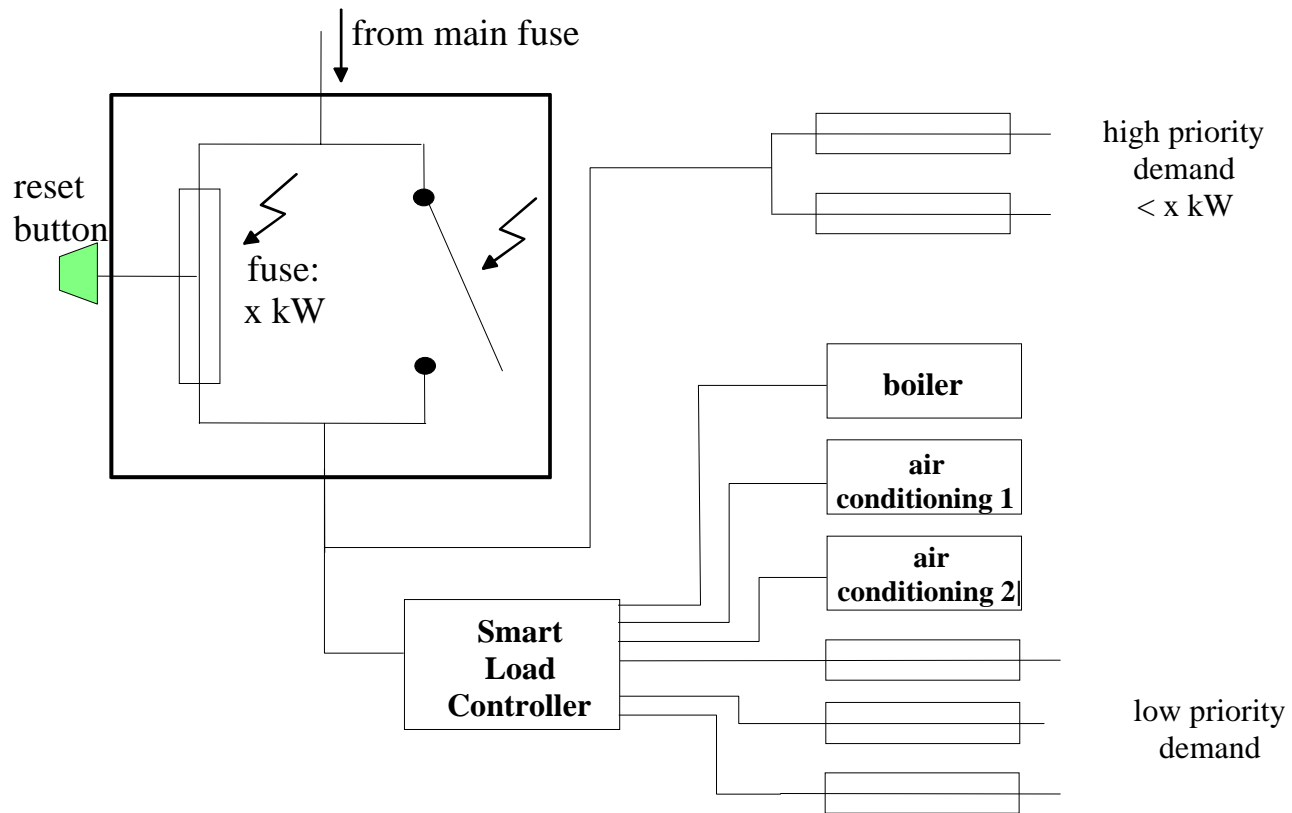 from main fuse
reset
button
fuse:
x kW
high priority
demand
< x kW
boiler
air
conditioning 1
air
conditioning 2|
Smart
Load
Controller
low priority
demand